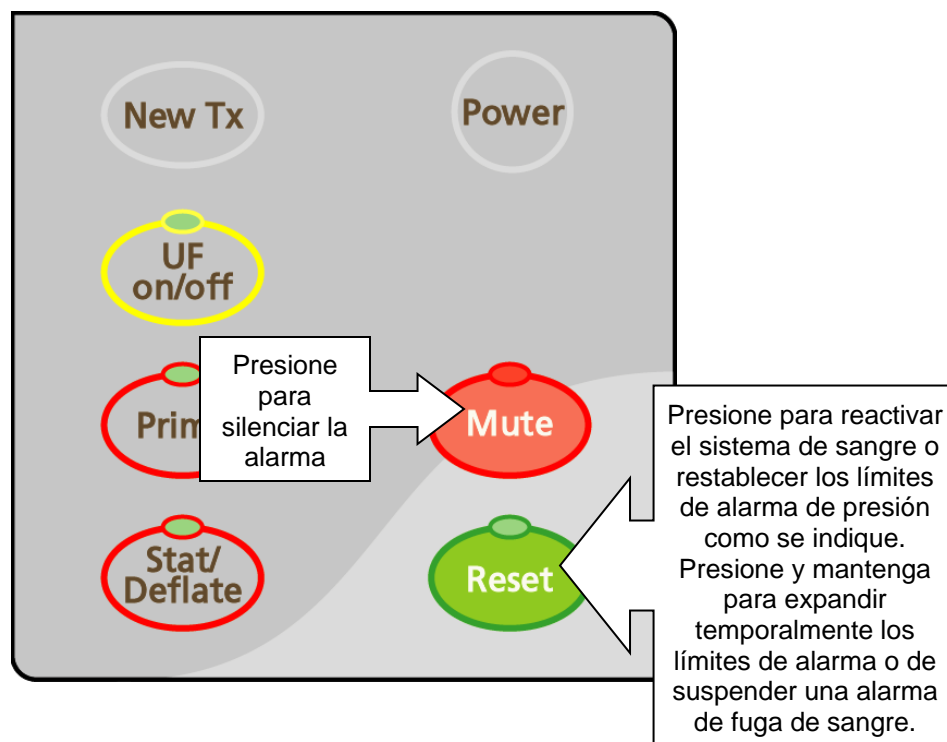 New Tx
Power
UF
on/off
Prim
Presione
para
silenciar la
alarma
Mute
Stat/
Deflate
Reset
Presione para reactivar
el sistema de sangre o
restablecer los límites
de alarma de presión
como se indique.
Presione y mantenga
para expandir
temporalmente los
límites de alarma o de
suspender una alarma
de fuga de sangre.